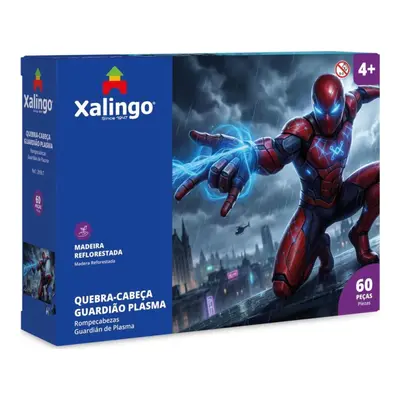 Xalingo
Since 1947
QUEBRA-CABEÇA
GUARDIÃO PLASMA
Rompecabezas
Guardián de Plasma
60
PEÇAS
MADEIRA
REFLORESTADA
Madera Reforestada
QUEBRA-CABEÇA
GUARDIÃO PLASMA
Rompecabezas
Guardián de Plasma
4+
60
PEÇAS
Piezas